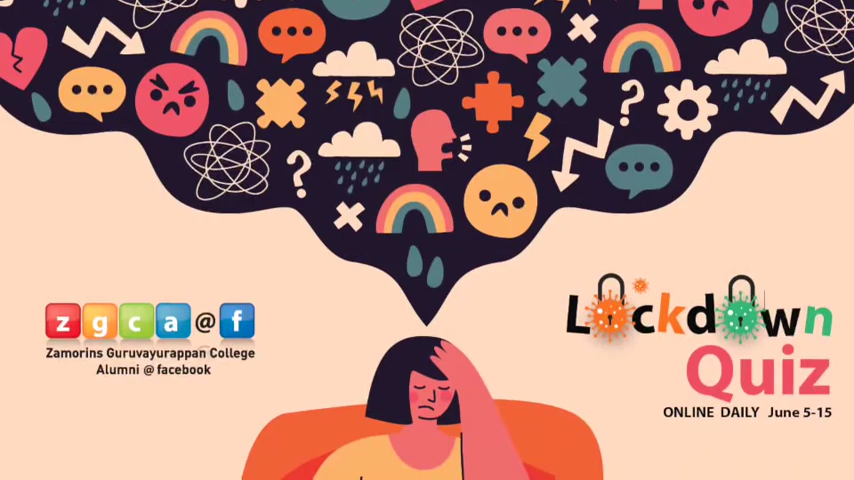 zgca@f
Zamorins Guruvayurappan College
Alumni @ facebook
Lockdown
Quiz
ONLINE DAILY June 5-15